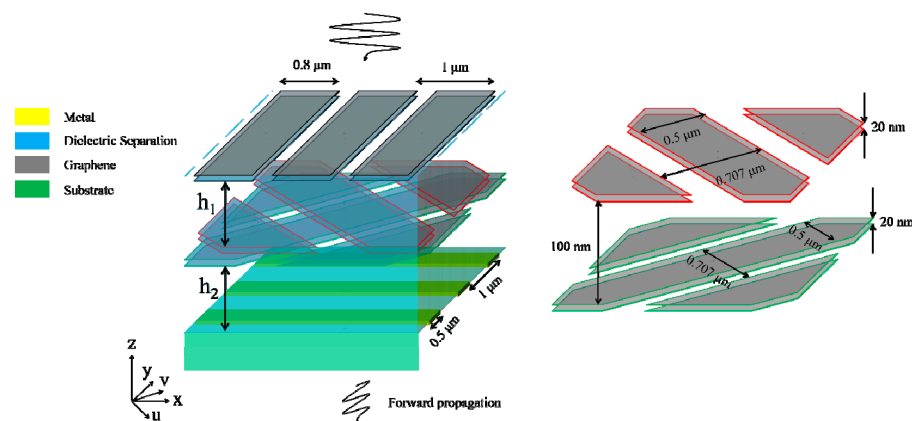 0.8 μm
1 μm
Metal
Dielectric Separation
Graphene
Substrate
h1
h2
1 μm
0.5 μm
z
y
v
x
u
Forward propagation
0.5 μm
0.707 μm
20 nm
100 nm
0.5 μm
0.707 μm
20 nm